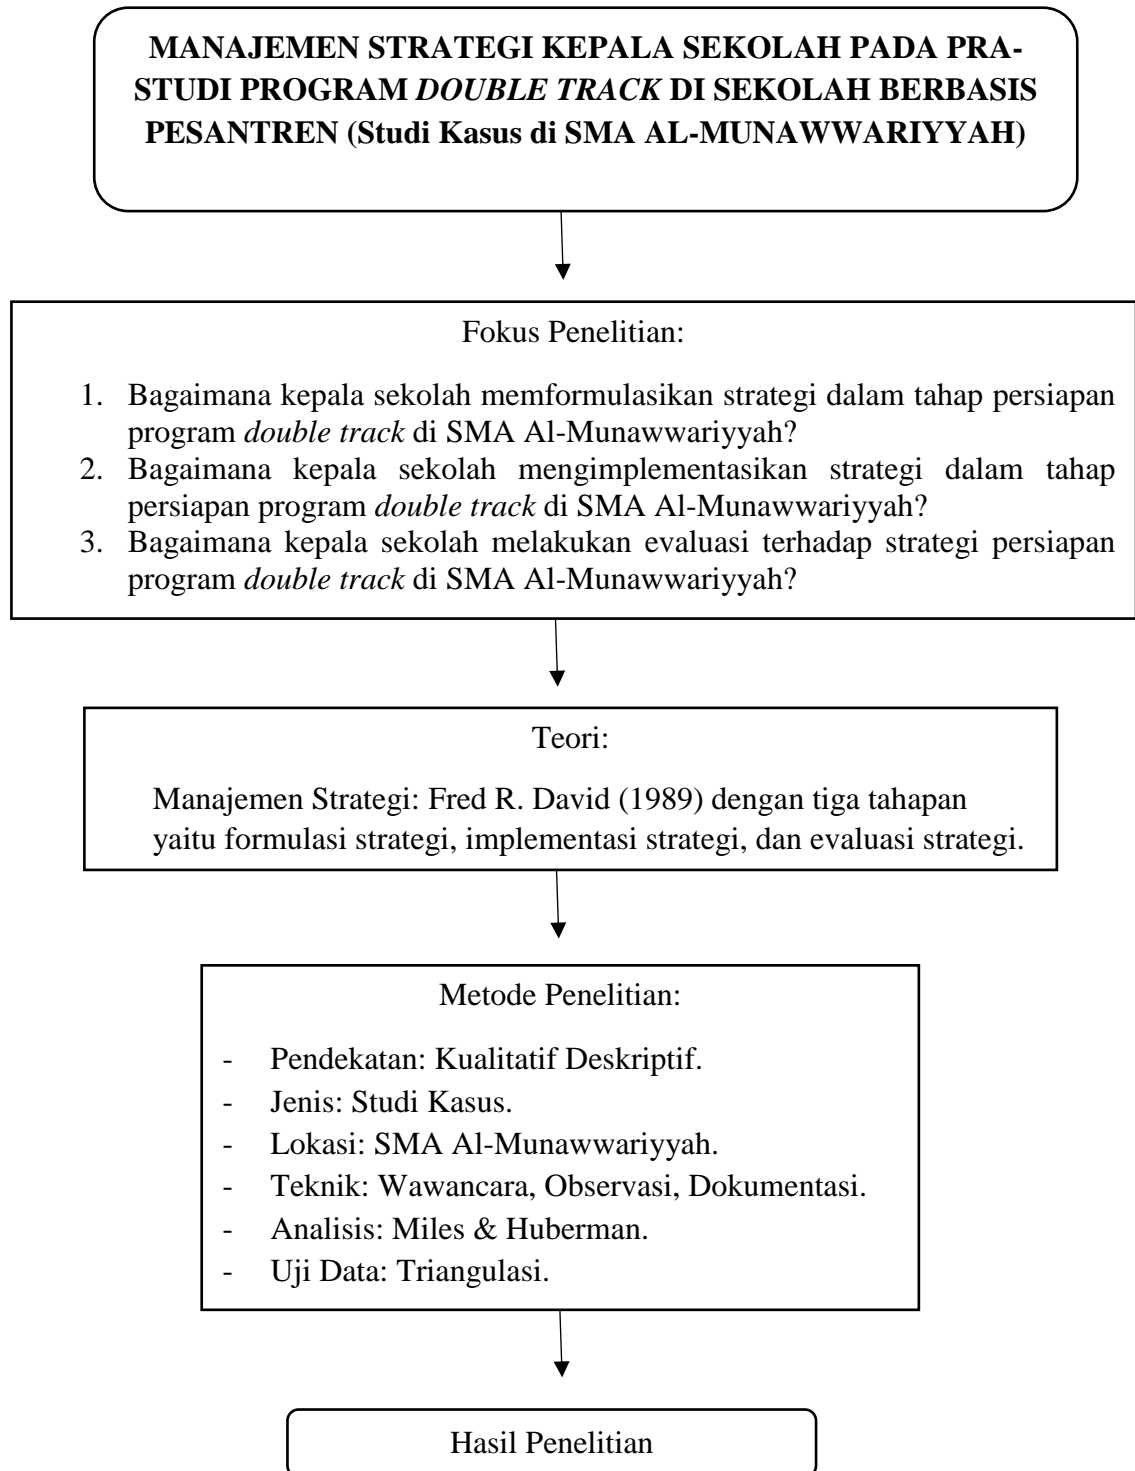 MANAJEMEN STRATEGI KEPALA SEKOLAH PADA PRA-
STUDI PROGRAM DOUBLE TRACK DI SEKOLAH BERBASIS
PESANTREN (Studi Kasus di SMA AL-MUNAWWARIYYAH)
Fokus Penelitian:
1. Bagaimana kepala sekolah memformulasikan strategi dalam tahap persiapan
program double track di SMA Al-Munawwariyyah?
2. Bagaimana kepala sekolah mengimplementasikan strategi dalam tahap
persiapan program double track di SMA Al-Munawwariyyah?
3. Bagaimana kepala sekolah melakukan evaluasi terhadap strategi persiapan
program double track di SMA Al-Munawwariyyah?
Teori:
Manajemen Strategi: Fred R. David (1989) dengan tiga tahapan
yaitu formulasi strategi, implementasi strategi, dan evaluasi strategi.
Metode Penelitian:
- Pendekatan: Kualitatif Deskriptif.
- Jenis: Studi Kasus.
- Lokasi: SMA Al-Munawwariyyah.
- Teknik: Wawancara, Observasi, Dokumentasi.
- Analisis: Miles & Huberman.
- Uji Data: Triangulasi.
Hasil Penelitian